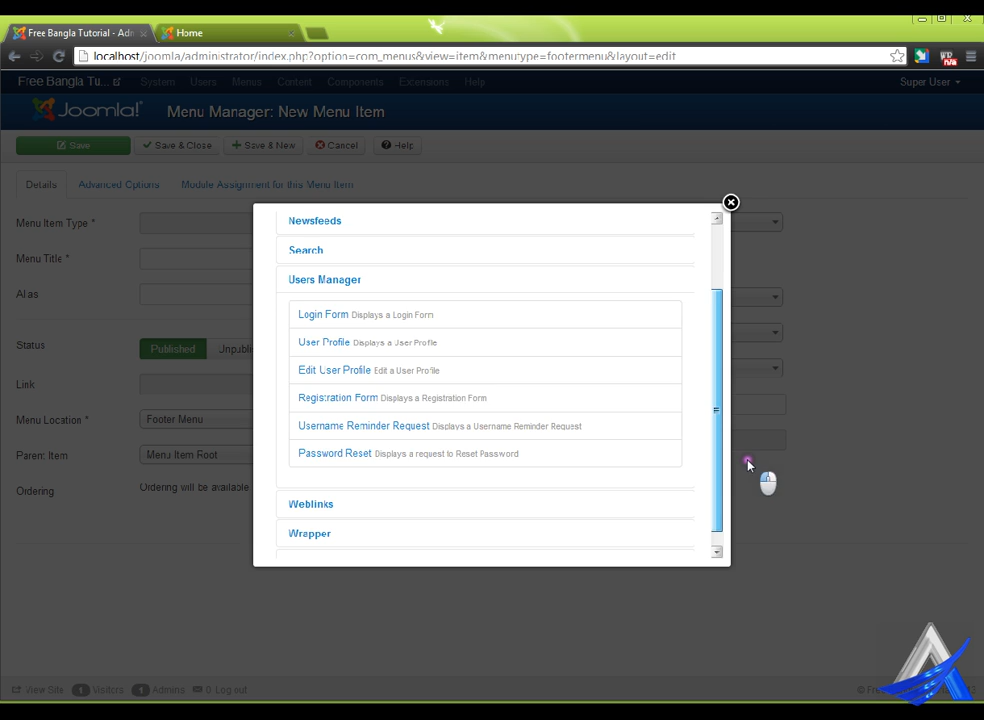 Free Bangla Tutorial - Adn
Home
localhost/joomla/administrator/index.php?option=com_menus&view=item&menutype=footermenu&layout=edit
Free Bangla Tu... System Users Menus Content Components Extensions Help Super User
Joomla! Menu Manager: New Menu Item
Save Save & Close Save & New Cancel Help
Details Advanced Options Module Assignment for this Menu Item
Menu Item Type *
Menu Title *
Alias
Status Published Unpubli
Link
Menu Location * Footer Menu
Parent Item Menu Item Root
Ordering Ordering will be available
Newsfeeds
Search
Users Manager
Login Form Displays a Login Form
User Profile Displays a User Profile
Edit User Profile Edit a User Profile
Registration Form Displays a Registration Form
Username Reminder Request Displays a Username Reminder Request
Password Reset Displays a request to Reset Password
Weblinks
Wrapper
View Site 1 Visitors 1 Admins 0 Log out